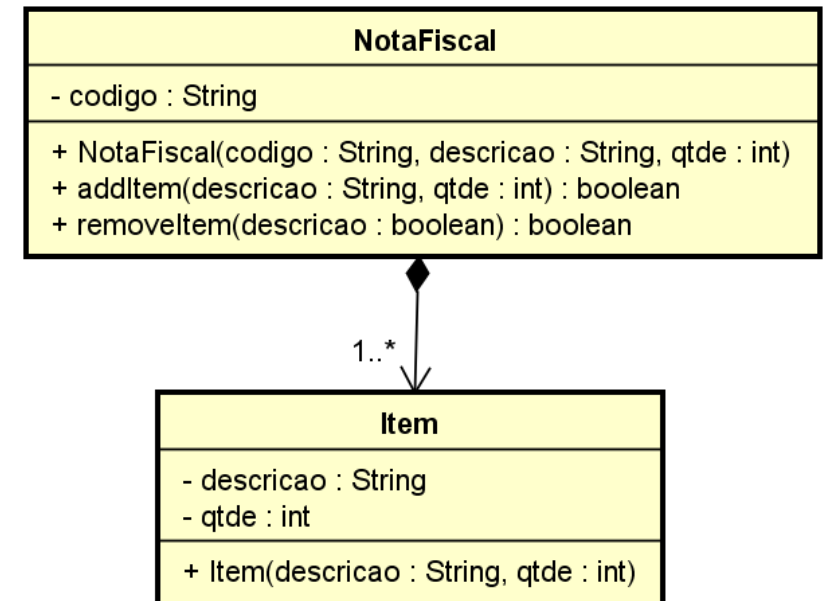 NotaFiscal
- codigo : String
+ NotaFiscal(codigo : String, descricao : String, qtde : int)
+ addItem(descricao : String, qtde : int) : boolean
+ removeItem(descricao : boolean) : boolean
1..*
Item
- descricao : String
- qtde : int
+ Item(descricao : String, qtde : int)